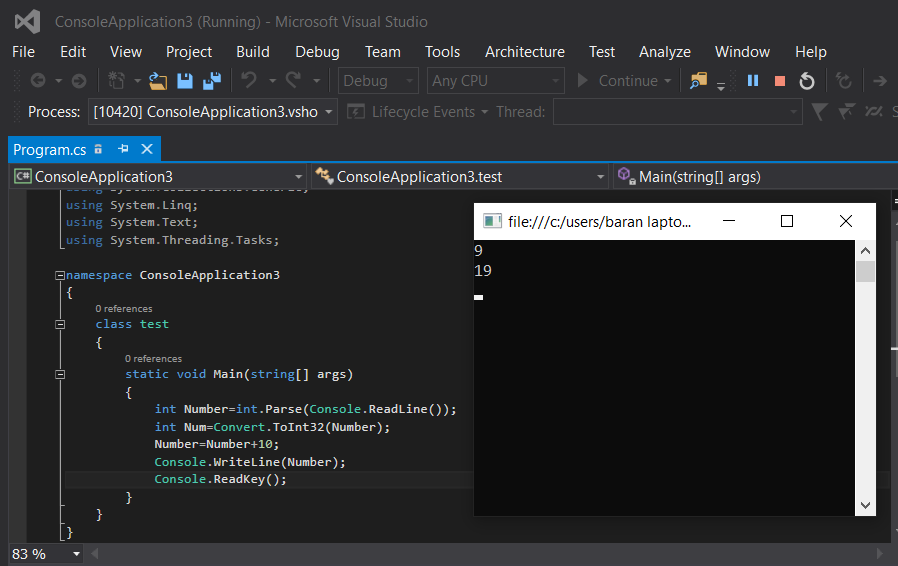 ConsoleApplication3 (Running) - Microsoft Visual Studio
File Edit View Project Build Debug Team Tools Architecture Test Analyze Window Help
Debug Any CPU Continue
Process: [10420] ConsoleApplication3.vsho Lifecycle Events Thread:
Program.cs
C# ConsoleApplication3 ConsoleApplication3.test Main(string[] args)
using System.Linq;
using System.Text;
using System.Threading.Tasks;
namespace ConsoleApplication3
{
0 references
class test
{
0 references
static void Main(string[] args)
{
int Number=int.Parse(Console.ReadLine());
int Num=Convert.ToInt32(Number);
Number=Number+10;
Console.WriteLine(Number);
Console.ReadKey();
}
}
}
83 %
file:///c:/users/baran lapto...
9
19